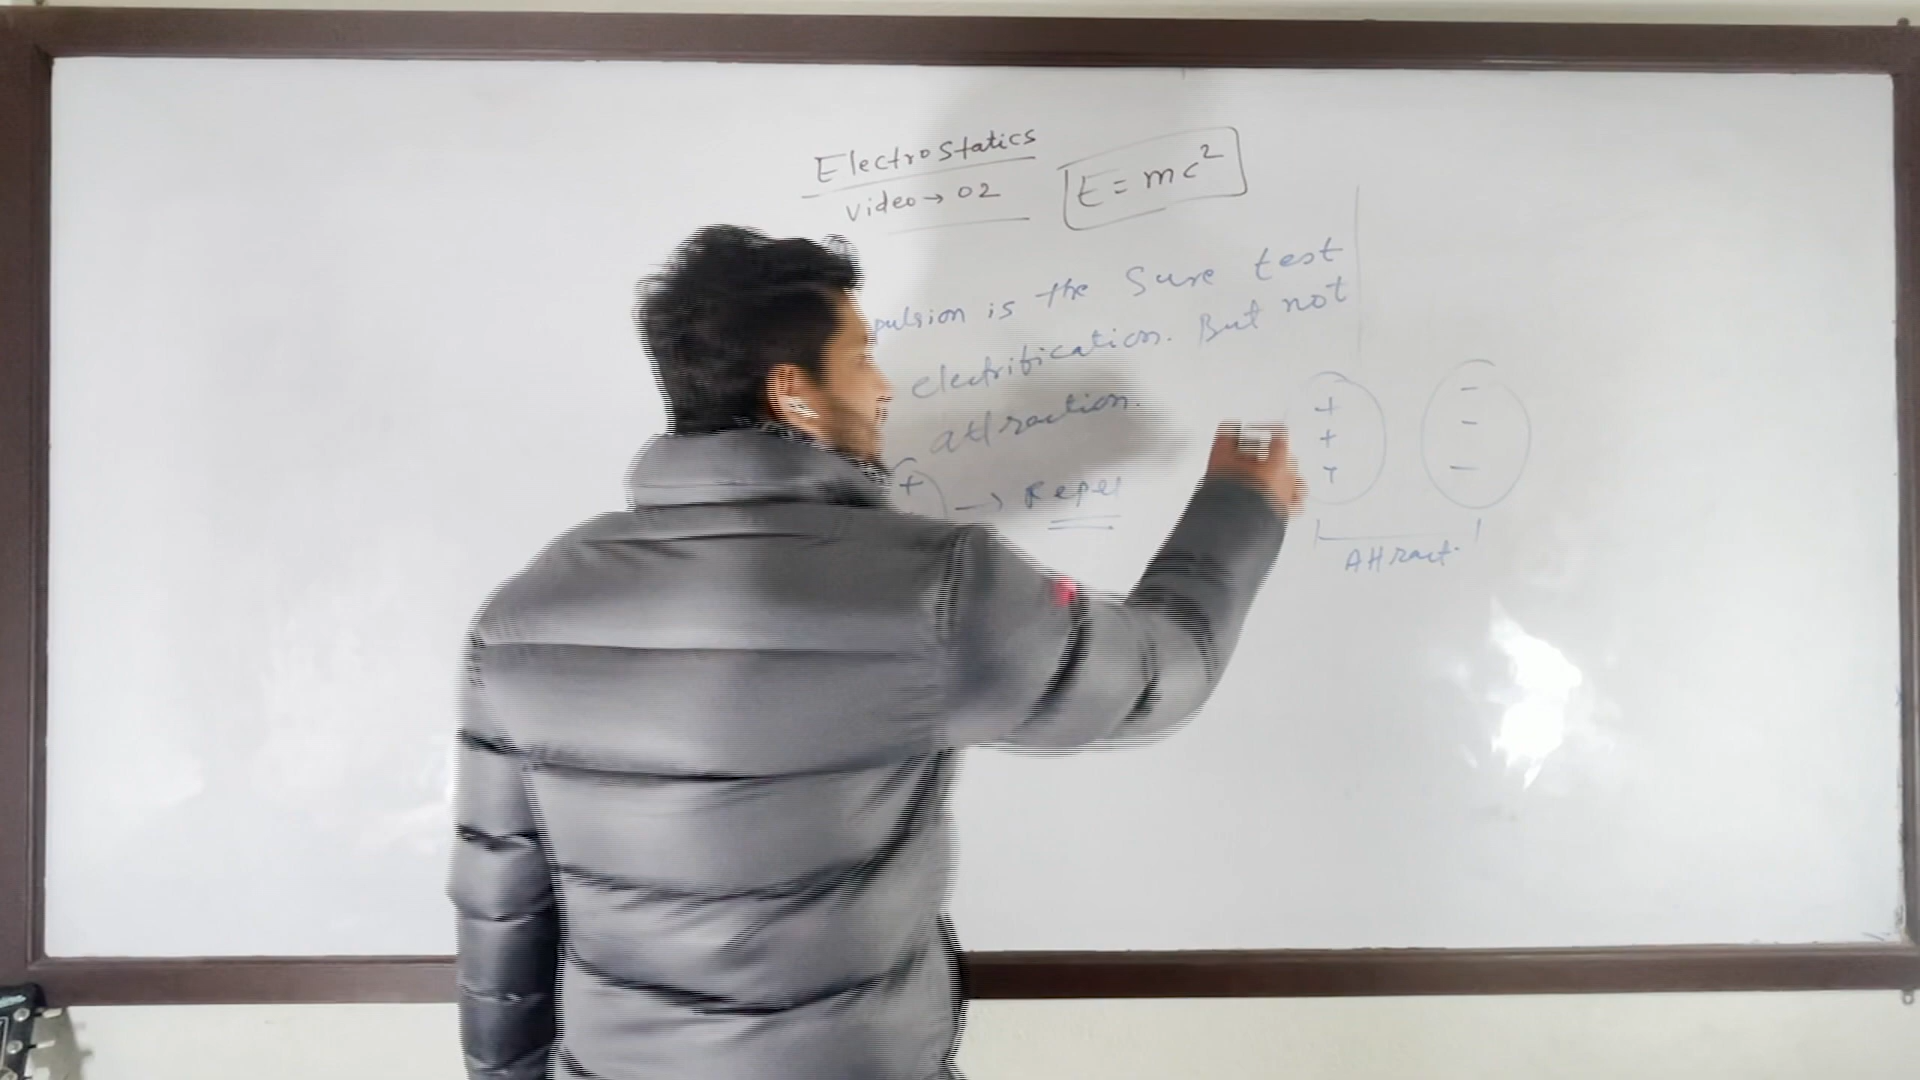 Electrostatics
Video → 02
E = mc²
pulsion is the Sure test
electrification. But not
attraction.
+ → Repel
+
+
+
-
-
-
Attract.